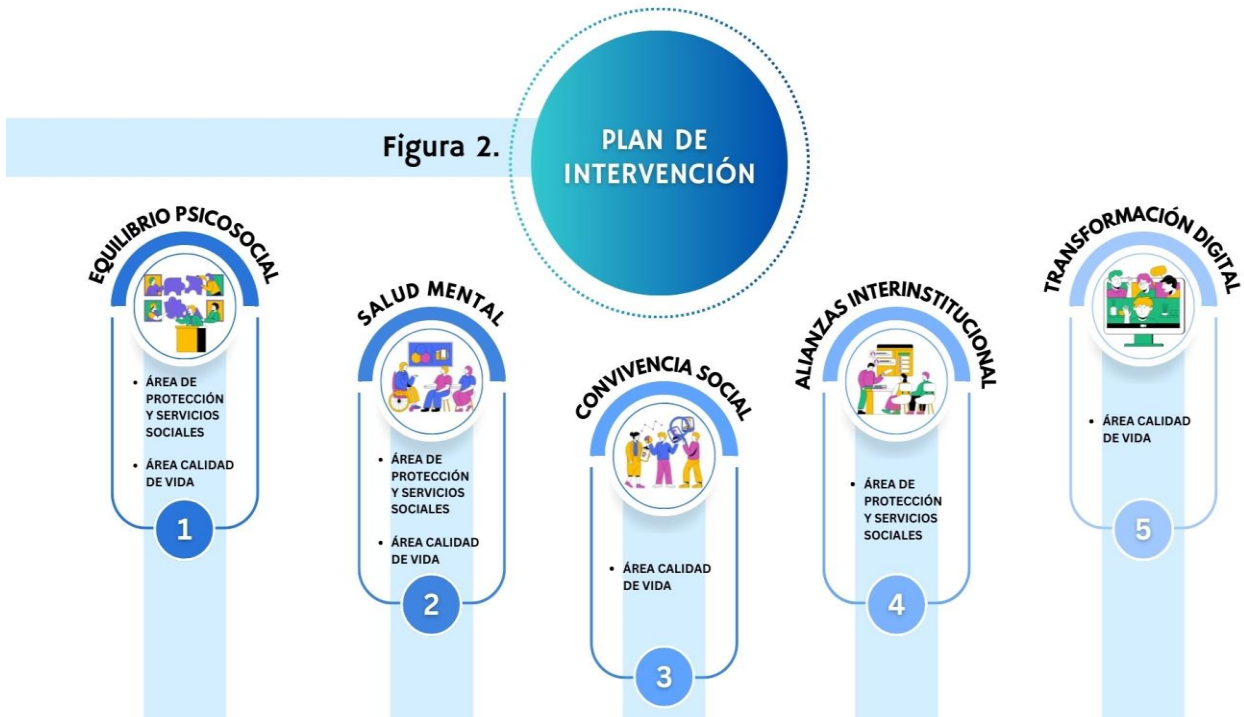 Figura 2.
PLAN DE
INTERVENCIÓN
EQUILIBRIO PSICOSOCIAL
• ÁREA DE
PROTECCIÓN
Y SERVICIOS
SOCIALES
• ÁREA CALIDAD
DE VIDA
1
SALUD MENTAL
• ÁREA DE
PROTECCIÓN
Y SERVICIOS
SOCIALES
• ÁREA CALIDAD
DE VIDA
2
CONVIVENCIA SOCIAL
• ÁREA CALIDAD
DE VIDA
3
ALIANZAS INTERINSTITUCIONAL
• ÁREA DE
PROTECCIÓN
Y SERVICIOS
SOCIALES
4
TRANSFORMACIÓN DIGITAL
• ÁREA CALIDAD
DE VIDA
5